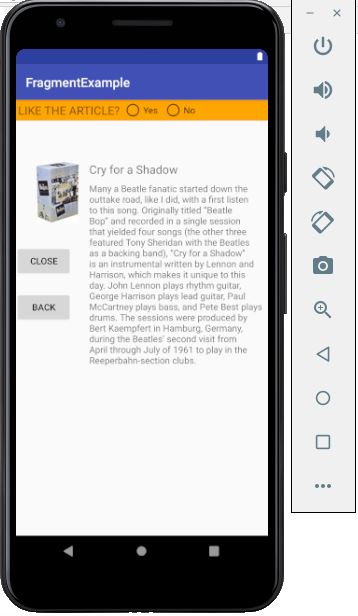 FragmentExample
LIKE THE ARTICLE? Yes No
Cry for a Shadow
Many a Beatle fanatic started down the
outtake road, like I did, with a first listen
to this song. Originally titled "Beatle
Bop" and recorded in a single session
that yielded four songs (the other three
featured Tony Sheridan with the Beatles
as a backing band), "Cry for a Shadow"
is an instrumental written by Lennon and
Harrison, which makes it unique to this
day. John Lennon plays rhythm guitar,
George Harrison plays lead guitar, Paul
McCartney plays bass, and Pete Best plays
drums. The sessions were produced by
Bert Kaempfert in Hamburg, Germany,
during the Beatles' second visit from
April through July of 1961 to play in the
Reeperbahn-section clubs.
CLOSE
BACK